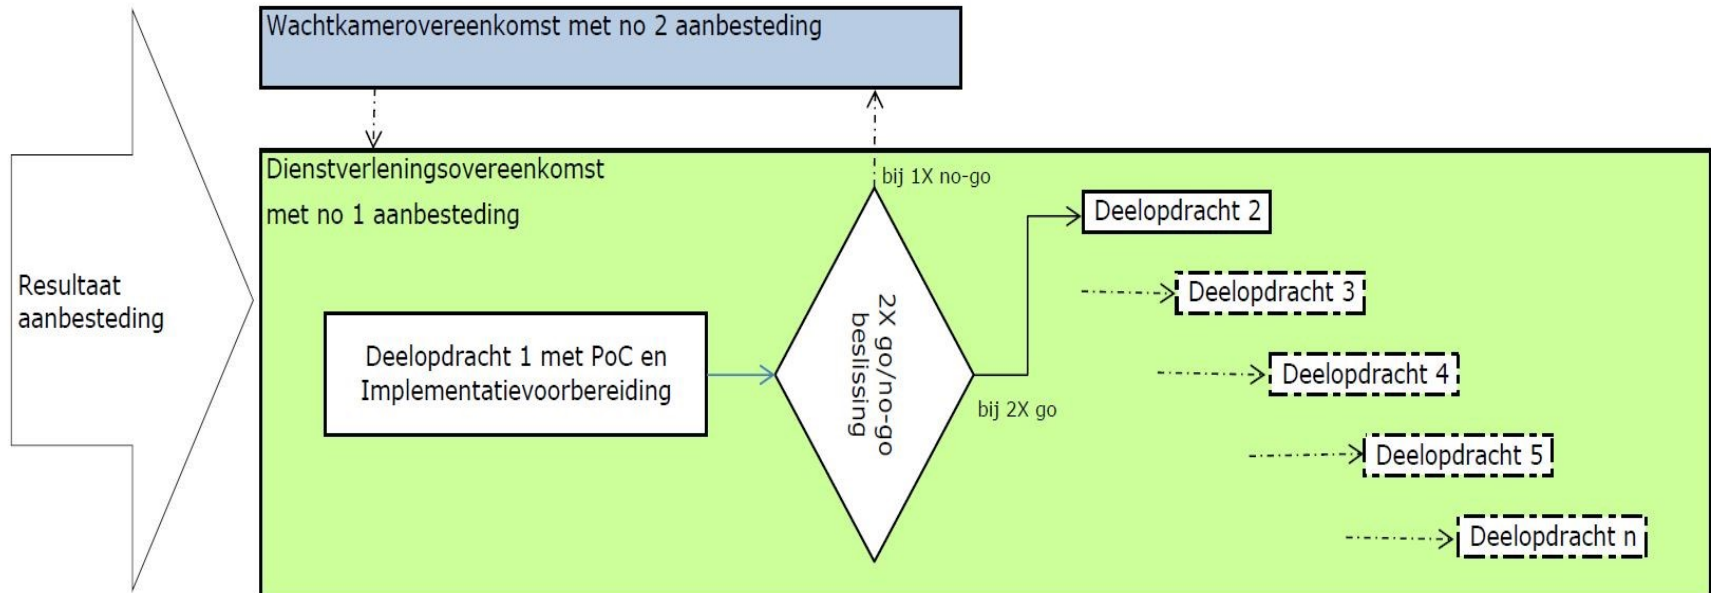 Wachtkamerovereenkomst met no 2 aanbesteding
Dienstverleningsovereenkomst
met no 1 aanbesteding
bij 1X no-go
Resultaat
aanbesteding
Deelopdracht 1 met PoC en
Implementatievoorbereiding
2X go/no-go
beslissing
bij 2X go
Deelopdracht 2
Deelopdracht 3
Deelopdracht 4
Deelopdracht 5
Deelopdracht n